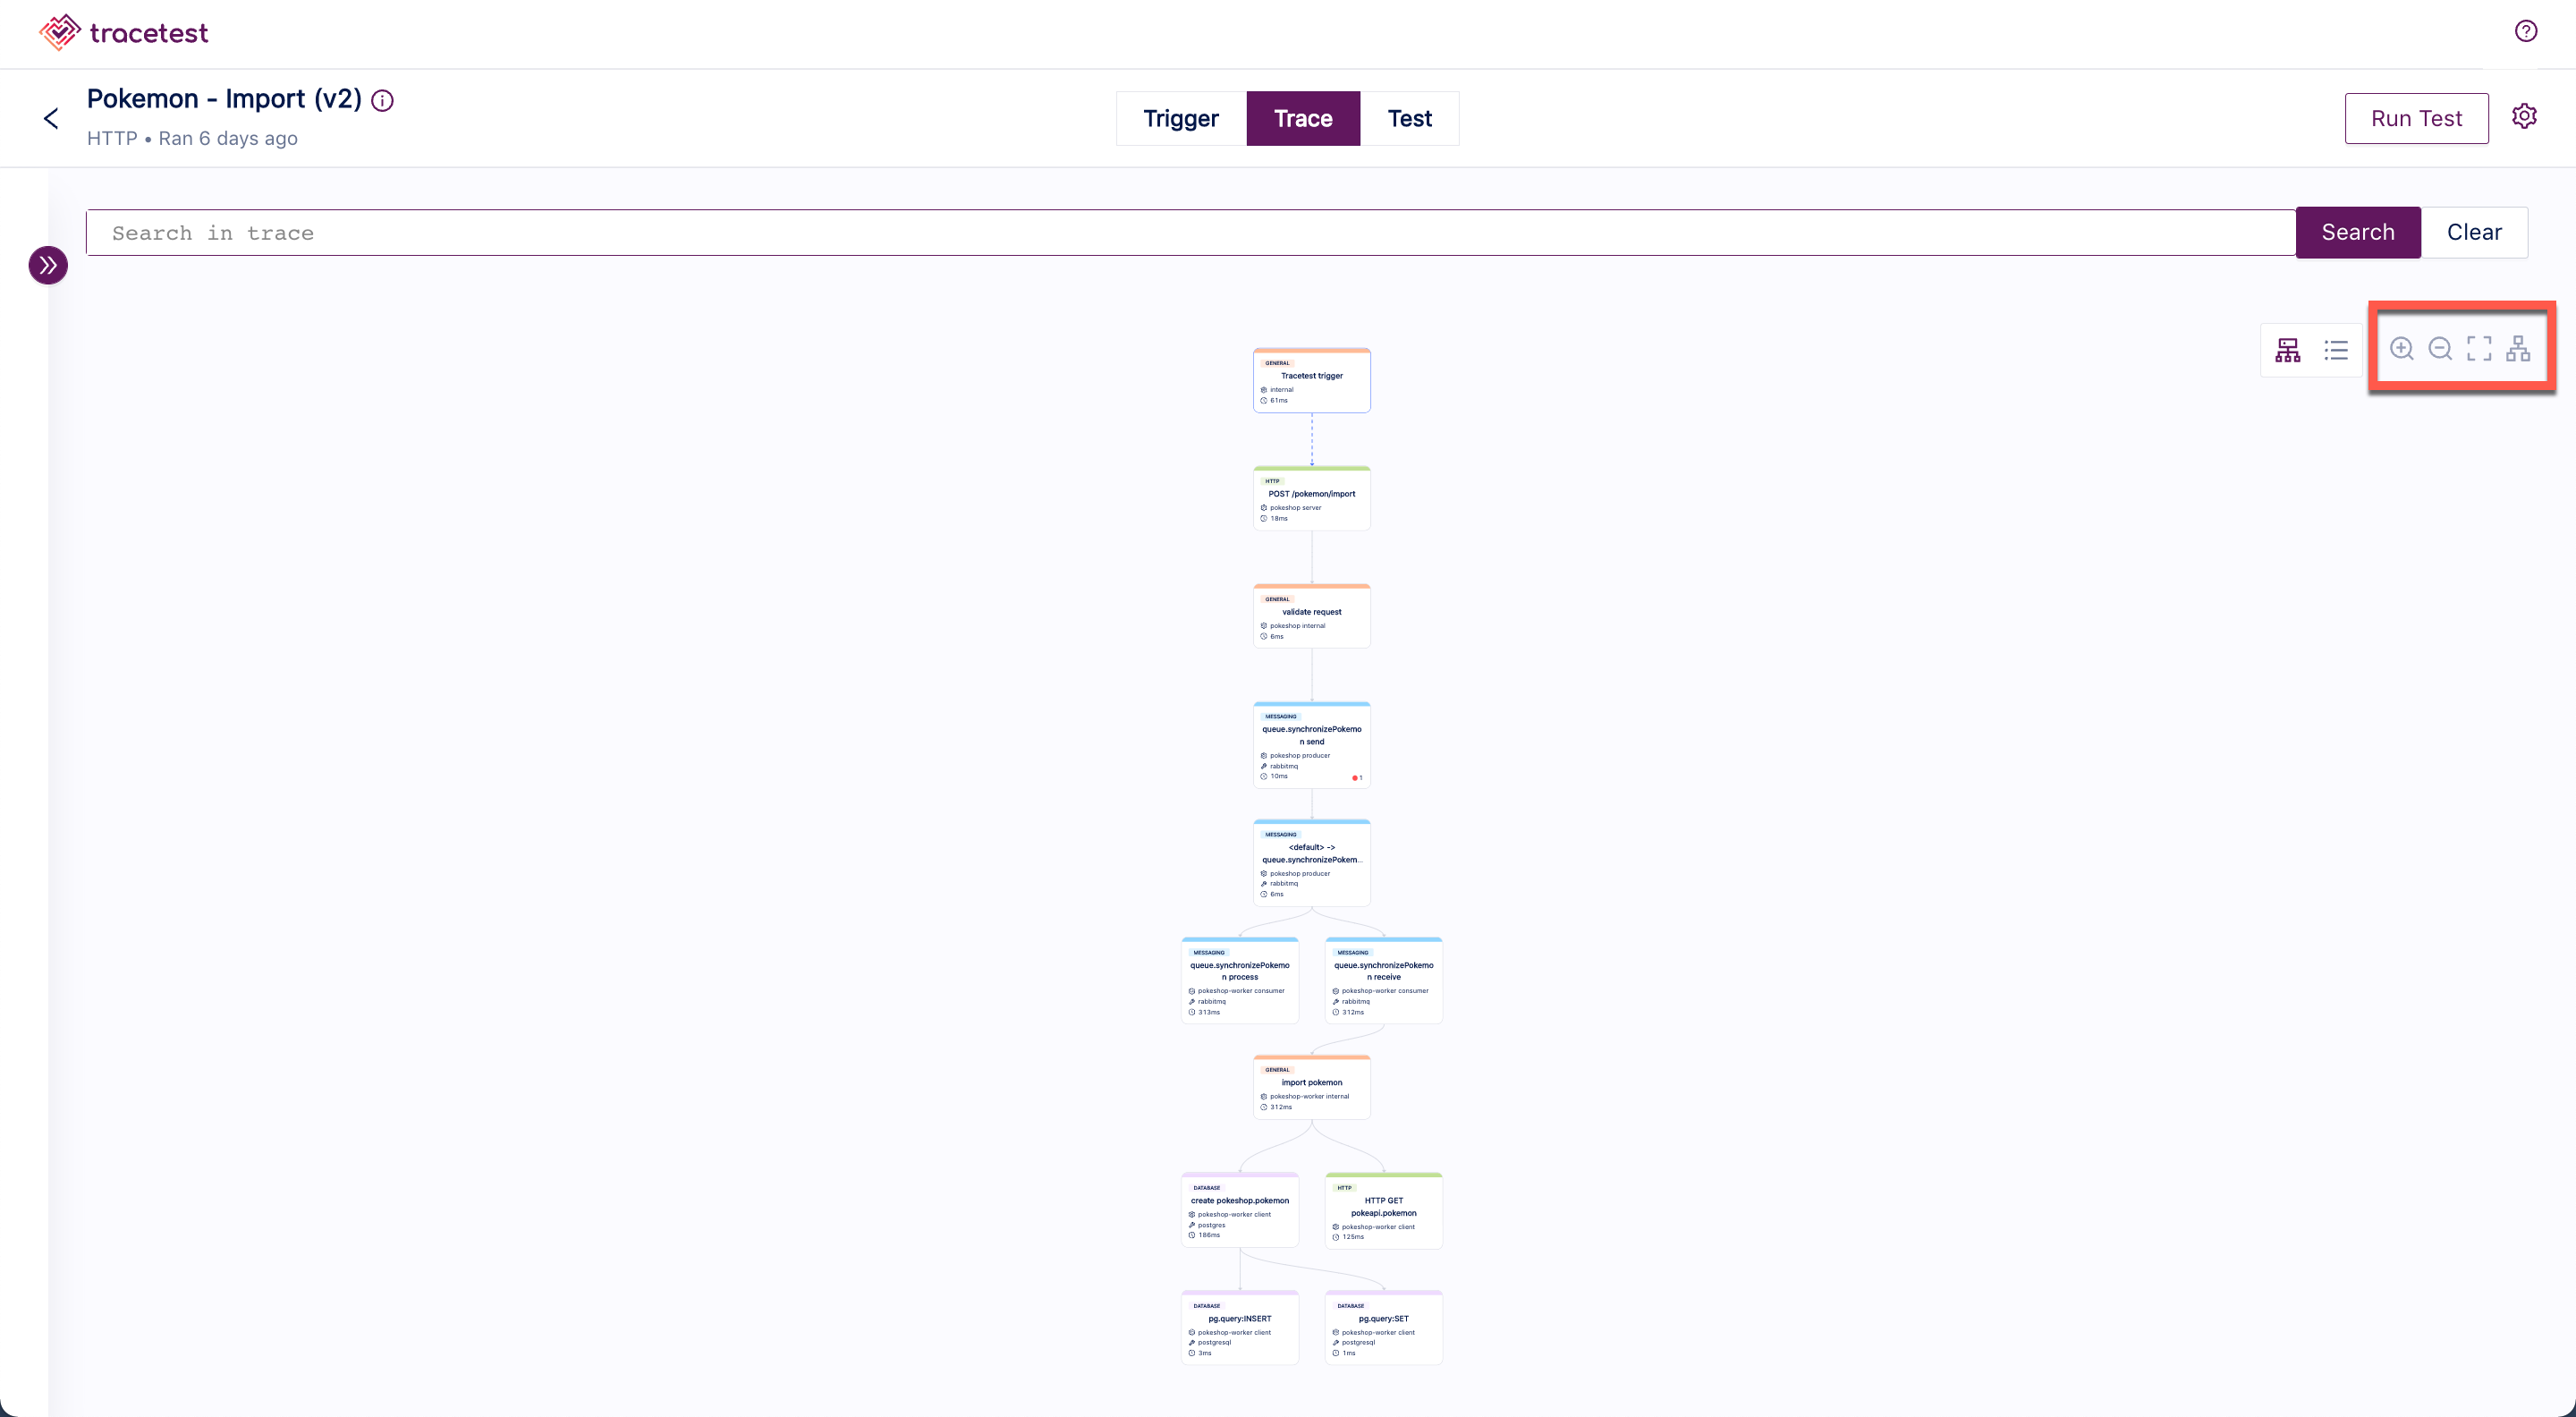 tracetest
Pokemon - Import (v2)
HTTP • Ran 6 days ago
Trigger
Trace
Test
Run Test
Search in trace
Search
Clear
GENERAL
Tracetest trigger
internal
61ms
HTTP
POST /pokemon/import
pokeshop server
18ms
GENERAL
validate request
pokeshop internal
6ms
MESSAGING
queue.synchronizePokemo
n send
pokeshop producer
rabbitmq
10ms
1
MESSAGING
<default> ->
queue.synchronizePokem...
pokeshop producer
rabbitmq
6ms
MESSAGING
queue.synchronizePokemo
n process
pokeshop-worker consumer
rabbitmq
313ms
MESSAGING
queue.synchronizePokemo
n receive
pokeshop-worker consumer
rabbitmq
312ms
GENERAL
import pokemon
pokeshop-worker internal
312ms
DATABASE
create pokeshop.pokemon
pokeshop-worker client
postgres
186ms
HTTP
HTTP GET
pokeapi.pokemon
pokeshop-worker client
125ms
DATABASE
pg.query:INSERT
pokeshop-worker client
postgresql
3ms
DATABASE
pg.query:SET
pokeshop-worker client
postgresql
1ms